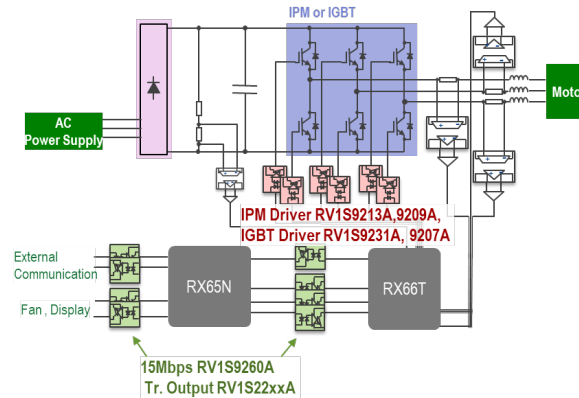 IPM or IGBT
AC
Power Supply
Moto
IPM Driver RV1S9213A,9209A,
IGBT Driver RV1S9231A, 9207A
External
Communication
RX65N
RX66T
Fan , Display
15Mbps RV1S9260A
Tr. Output RV1S22xxA